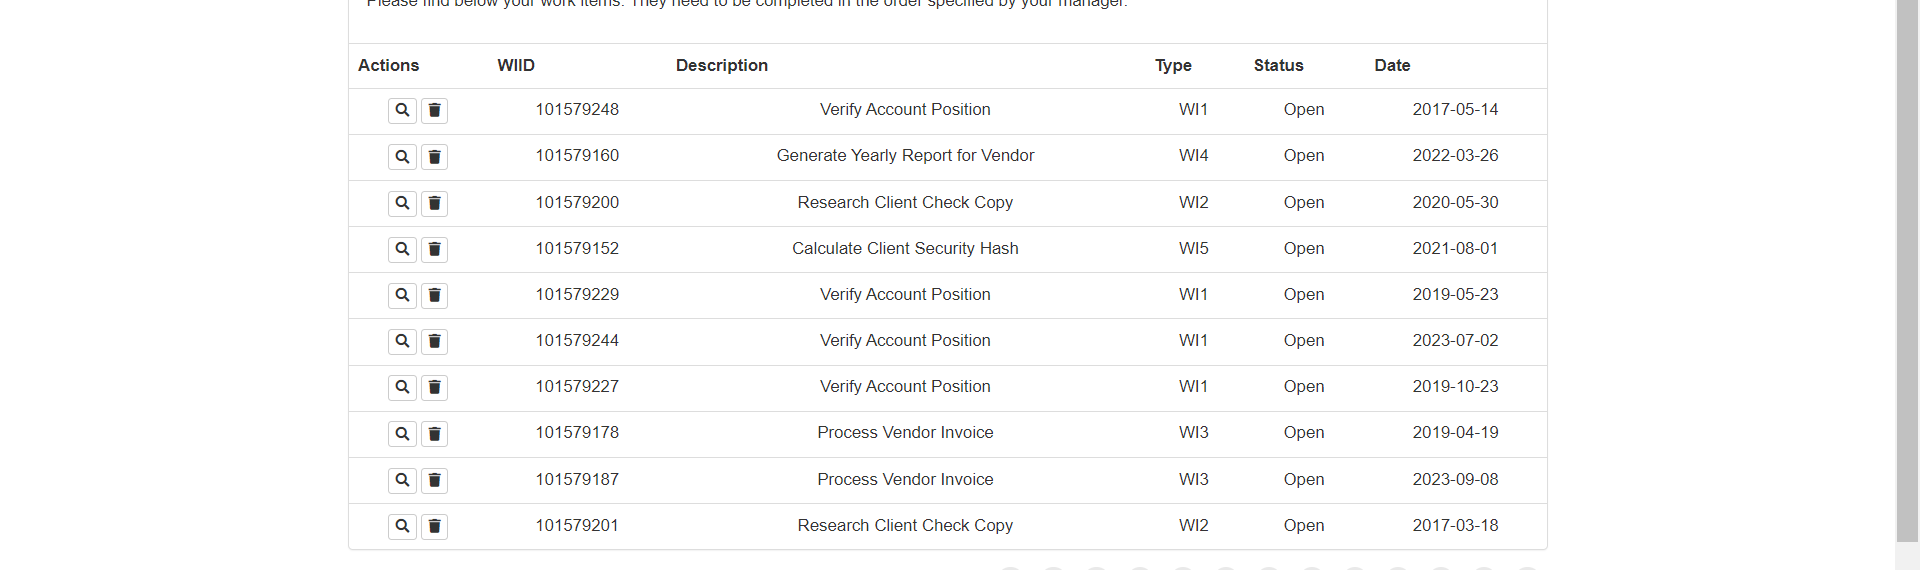 Please find below your work items. They need to be completed in the order specified by your manager.
Actions WIID Description Type Status Date
101579248 Verify Account Position WI1 Open 2017-05-14
101579160 Generate Yearly Report for Vendor WI4 Open 2022-03-26
101579200 Research Client Check Copy WI2 Open 2020-05-30
101579152 Calculate Client Security Hash WI5 Open 2021-08-01
101579229 Verify Account Position WI1 Open 2019-05-23
101579244 Verify Account Position WI1 Open 2023-07-02
101579227 Verify Account Position WI1 Open 2019-10-23
101579178 Process Vendor Invoice WI3 Open 2019-04-19
101579187 Process Vendor Invoice WI3 Open 2023-09-08
101579201 Research Client Check Copy WI2 Open 2017-03-18